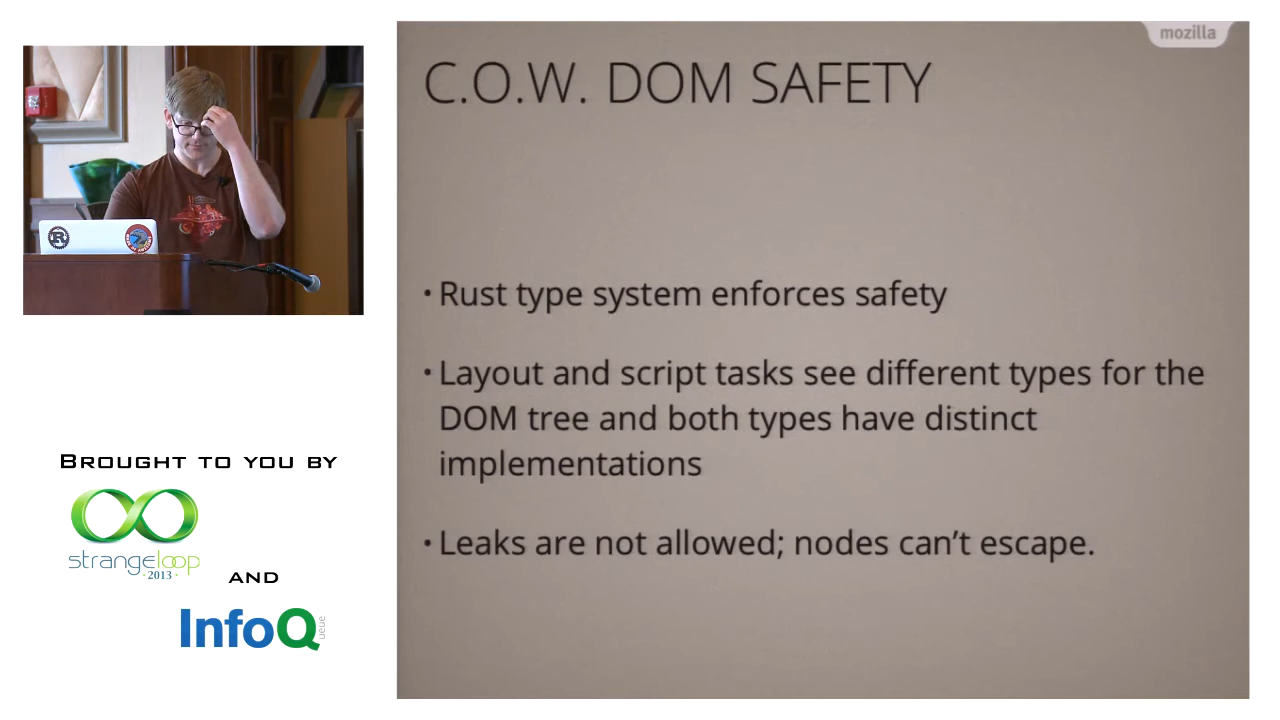 mozilla
C.O.W. DOM SAFETY
• Rust type system enforces safety
• Layout and script tasks see different types for the
DOM tree and both types have distinct
implementations
• Leaks are not allowed; nodes can’t escape.
R
BROUGHT TO YOU BY
strangeloop
· 2013 ·
AND
InfoQ
ueue